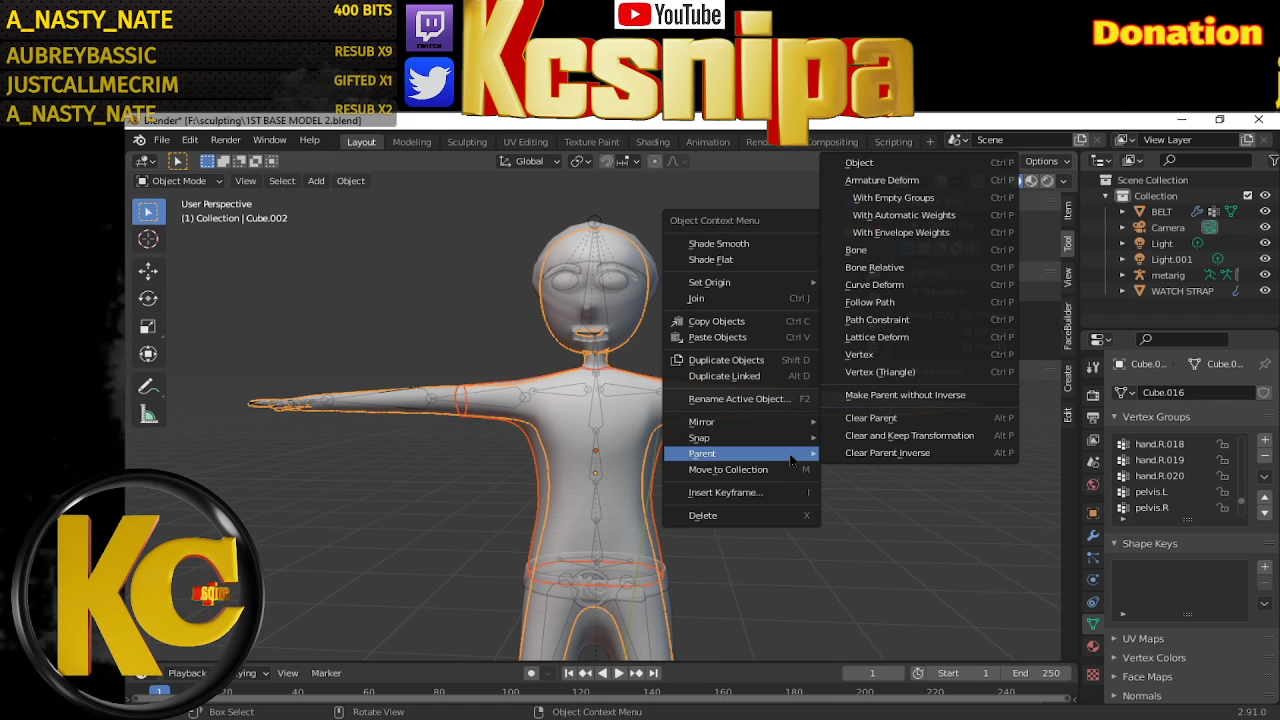 A_NASTY_NATE 400 BITS
AUBREYBASSIC RESUB X9
JUSTCALLMECRIM GIFTED X1
A_NASTY_NATE RESUB X2
TWITCH
YouTube
Kcsnipa
Donation
Blender* [F:\sculpting\1ST BASE MODEL 2.blend]
File Edit Render Window Help Layout Modeling Sculpting UV Editing Texture Paint Shading Animation Compositing Scripting + Scene View Layer
Global Options
Object Mode View Select Add Object
User Perspective
(1) Collection | Cube.002
Object Context Menu
Shade Smooth
Shade Flat
Set Origin
Join Ctrl J
Copy Objects Ctrl C
Paste Objects Ctrl V
Duplicate Objects Shift D
Duplicate Linked Alt D
Rename Active Object... F2
Mirror
Snap
Parent
Move to Collection M
Insert Keyframe... I
Delete X
Object Ctrl P
Armature Deform Ctrl P
With Empty Groups Ctrl P
With Automatic Weights Ctrl P
With Envelope Weights Ctrl P
Bone Ctrl P
Bone Relative Ctrl P
Curve Deform Ctrl P
Follow Path Ctrl P
Path Constraint Ctrl P
Lattice Deform Ctrl P
Vertex Ctrl P
Vertex (Triangle) Ctrl P
Make Parent without Inverse Ctrl P
Clear Parent Alt P
Clear and Keep Transformation Alt P
Clear Parent Inverse Alt P
Item
Tool
View
FaceBuilder
Create
Edit
Scene Collection
Collection
BELT
Camera
Light
Light.001
metarig
WATCH STRAP
Cube.0... Cube.0...
Cube.016
Vertex Groups
hand.R.018
hand.R.019
hand.R.020
pelvis.L
pelvis.R
Shape Keys
UV Maps
Vertex Colors
Face Maps
Normals
KC
snipa
Playback View Marker 1 Start 1 End 250
1 20 40 60 80 100 120 140 160 180 200 220 240
Box Select Rotate View Object Context Menu 2.91.0